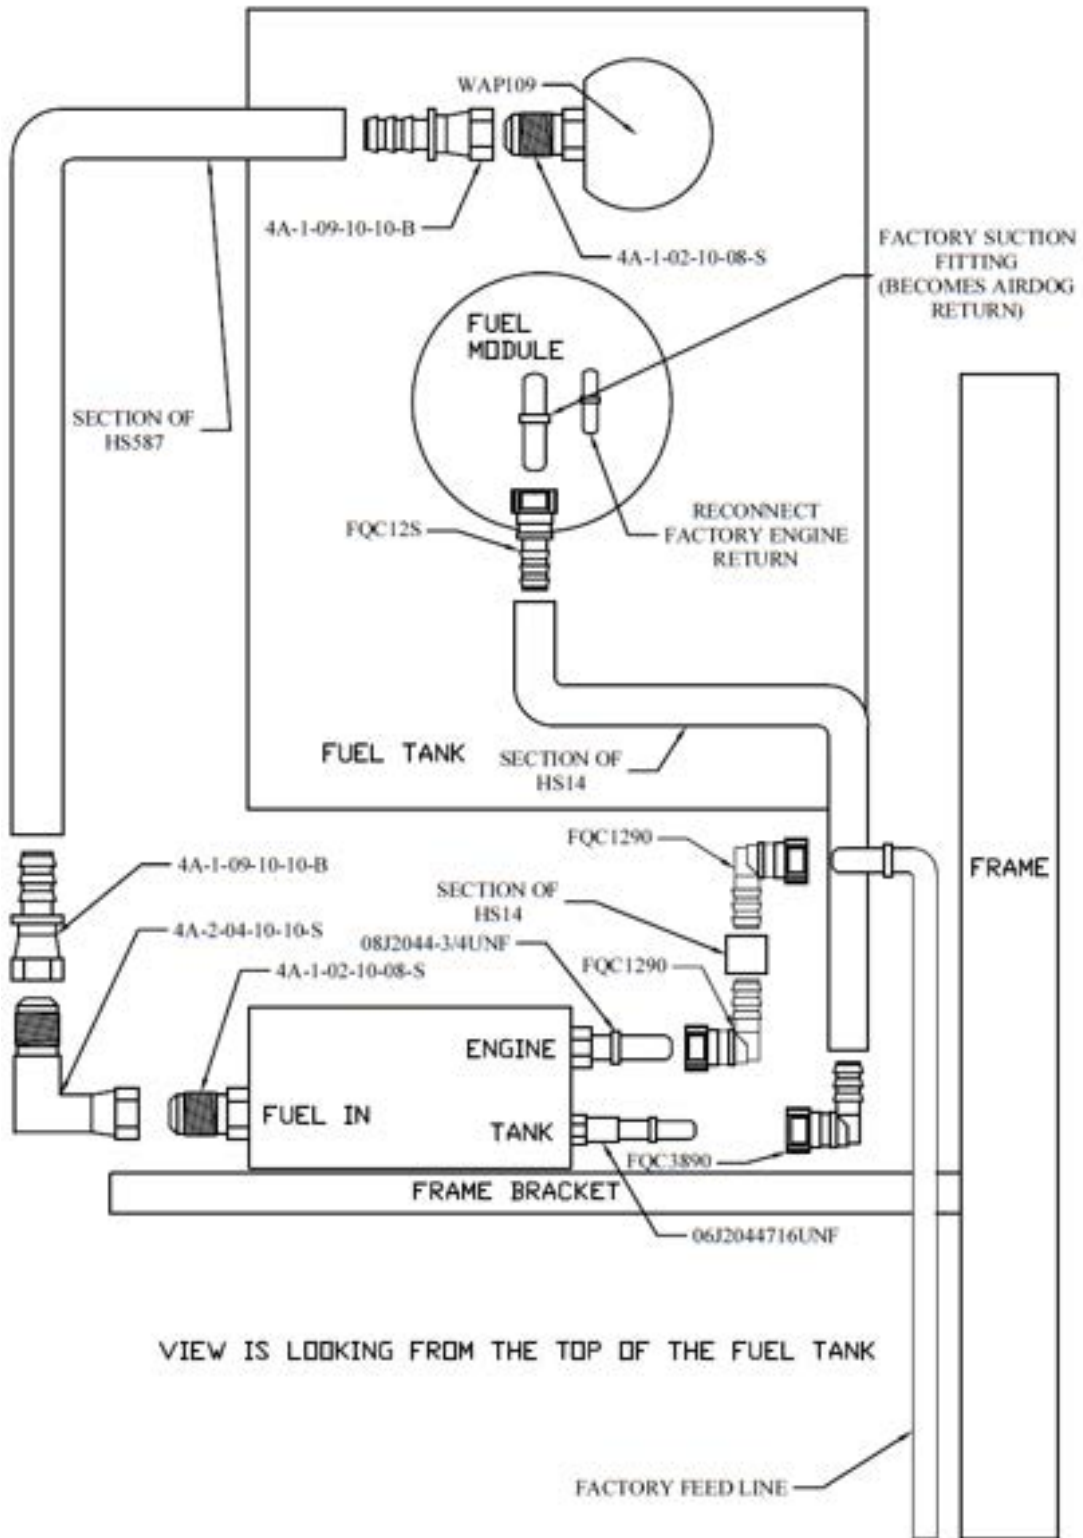 WAP109
4A-1-09-10-10-B
4A-1-02-10-08-S
FACTORY SUCTION
FITTING
(BECOMES AIRDOG
RETURN)
FUEL
MODULE
SECTION OF
HS587
RECONNECT
FACTORY ENGINE
RETURN
FQC12S
FUEL TANK
SECTION OF
HS14
FQC1290
4A-1-09-10-10-B
FRAME
SECTION OF
HS14
4A-2-04-10-10-S
08J2044-3/4UNF
4A-1-02-10-08-S
FQC1290
ENGINE
FUEL IN
TANK
FQC3890
FRAME BRACKET
06J2044716UNF
VIEW IS LOOKING FROM THE TOP OF THE FUEL TANK
FACTORY FEED LINE